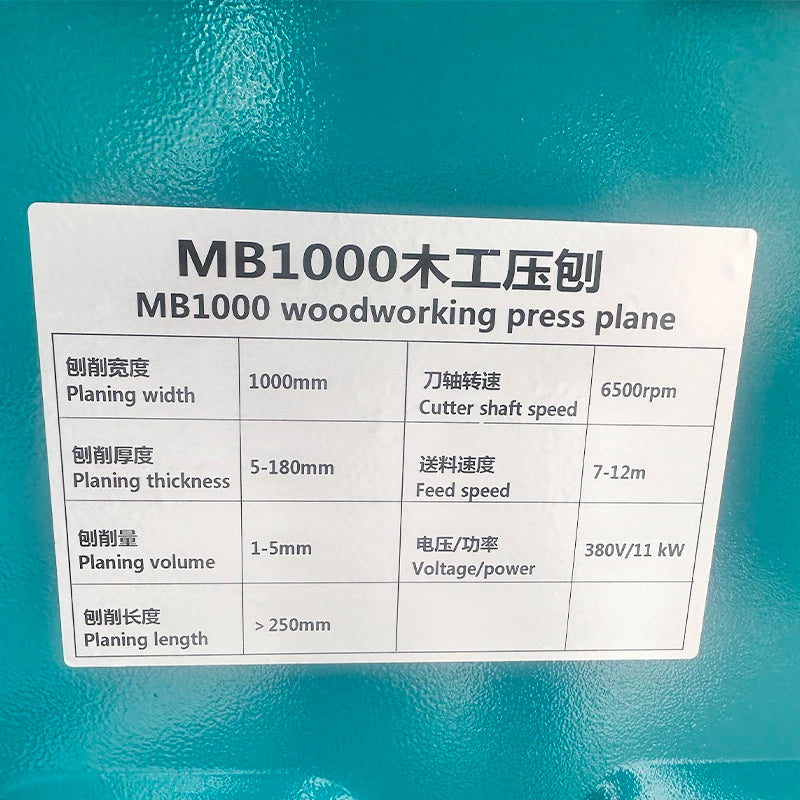 MB1000木工压刨
MB1000 woodworking press plane
刨削宽度
Planing width
1000mm
刀轴转速
Cutter shaft speed
6500rpm
刨削厚度
Planing thickness
5-180mm
送料速度
Feed speed
7-12m
刨削量
Planing volume
1-5mm
电压/功率
Voltage/power
380V/11 kW
刨削长度
Planing length
＞250mm